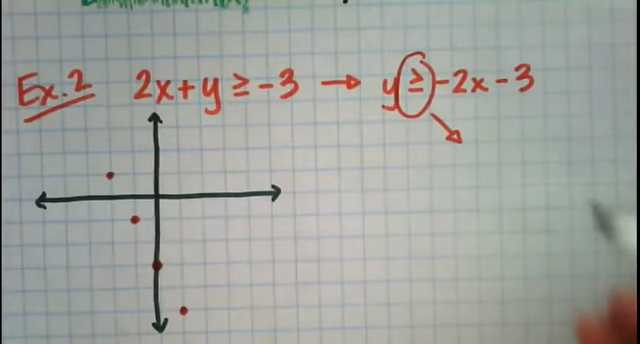 Ex. 2 2x + y ≥ -3 → y ≥ -2x - 3